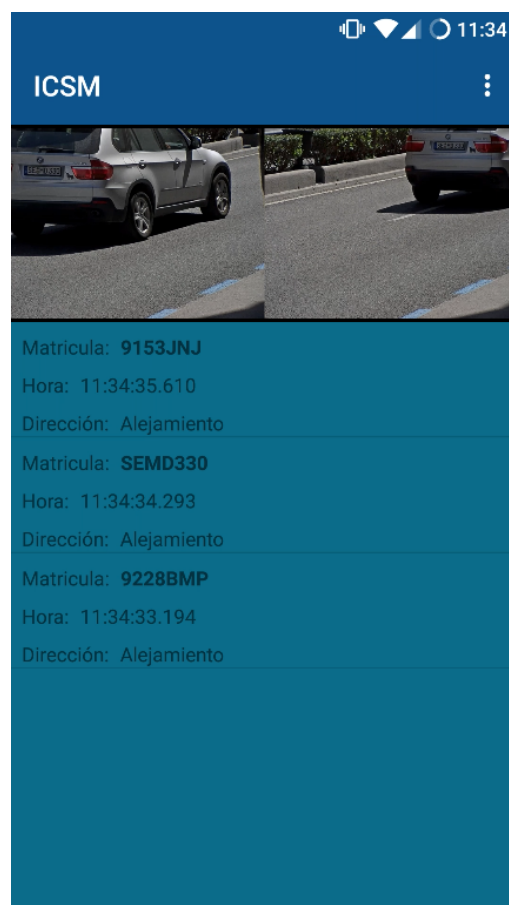 11:34
ICSM
Matricula: 9153JNJ
Hora: 11:34:35.610
Dirección: Alejamiento
Matricula: SEMD330
Hora: 11:34:34.293
Dirección: Alejamiento
Matricula: 9228BMP
Hora: 11:34:33.194
Dirección: Alejamiento